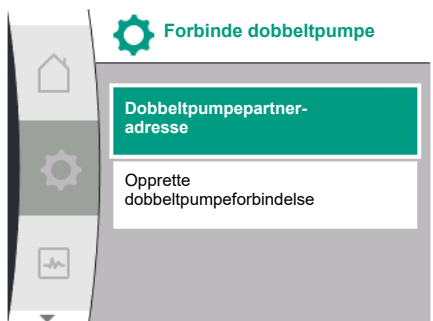 Forbinde dobbeltpumpe
Dobbeltpumpepartner-
adresse
Opprette
dobbeltpumpeforbindelse